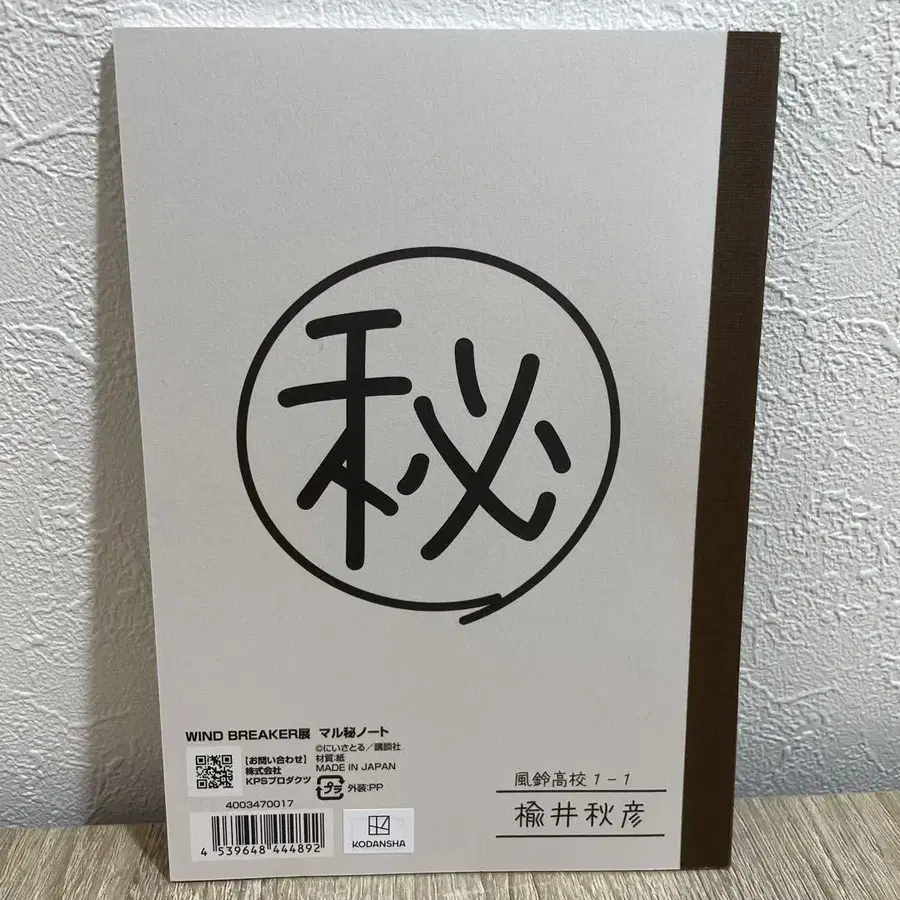 秘
WIND BREAKER展 マル秘ノート
【お問い合わせ】
株式会社
KPSプロダクツ
©にいさとる/講談社
材質:紙
MADE IN JAPAN
プラ 外装:PP
4003470017
4 539648 444892
KODANSHA
風鈴高校1-1
楡井秋彦